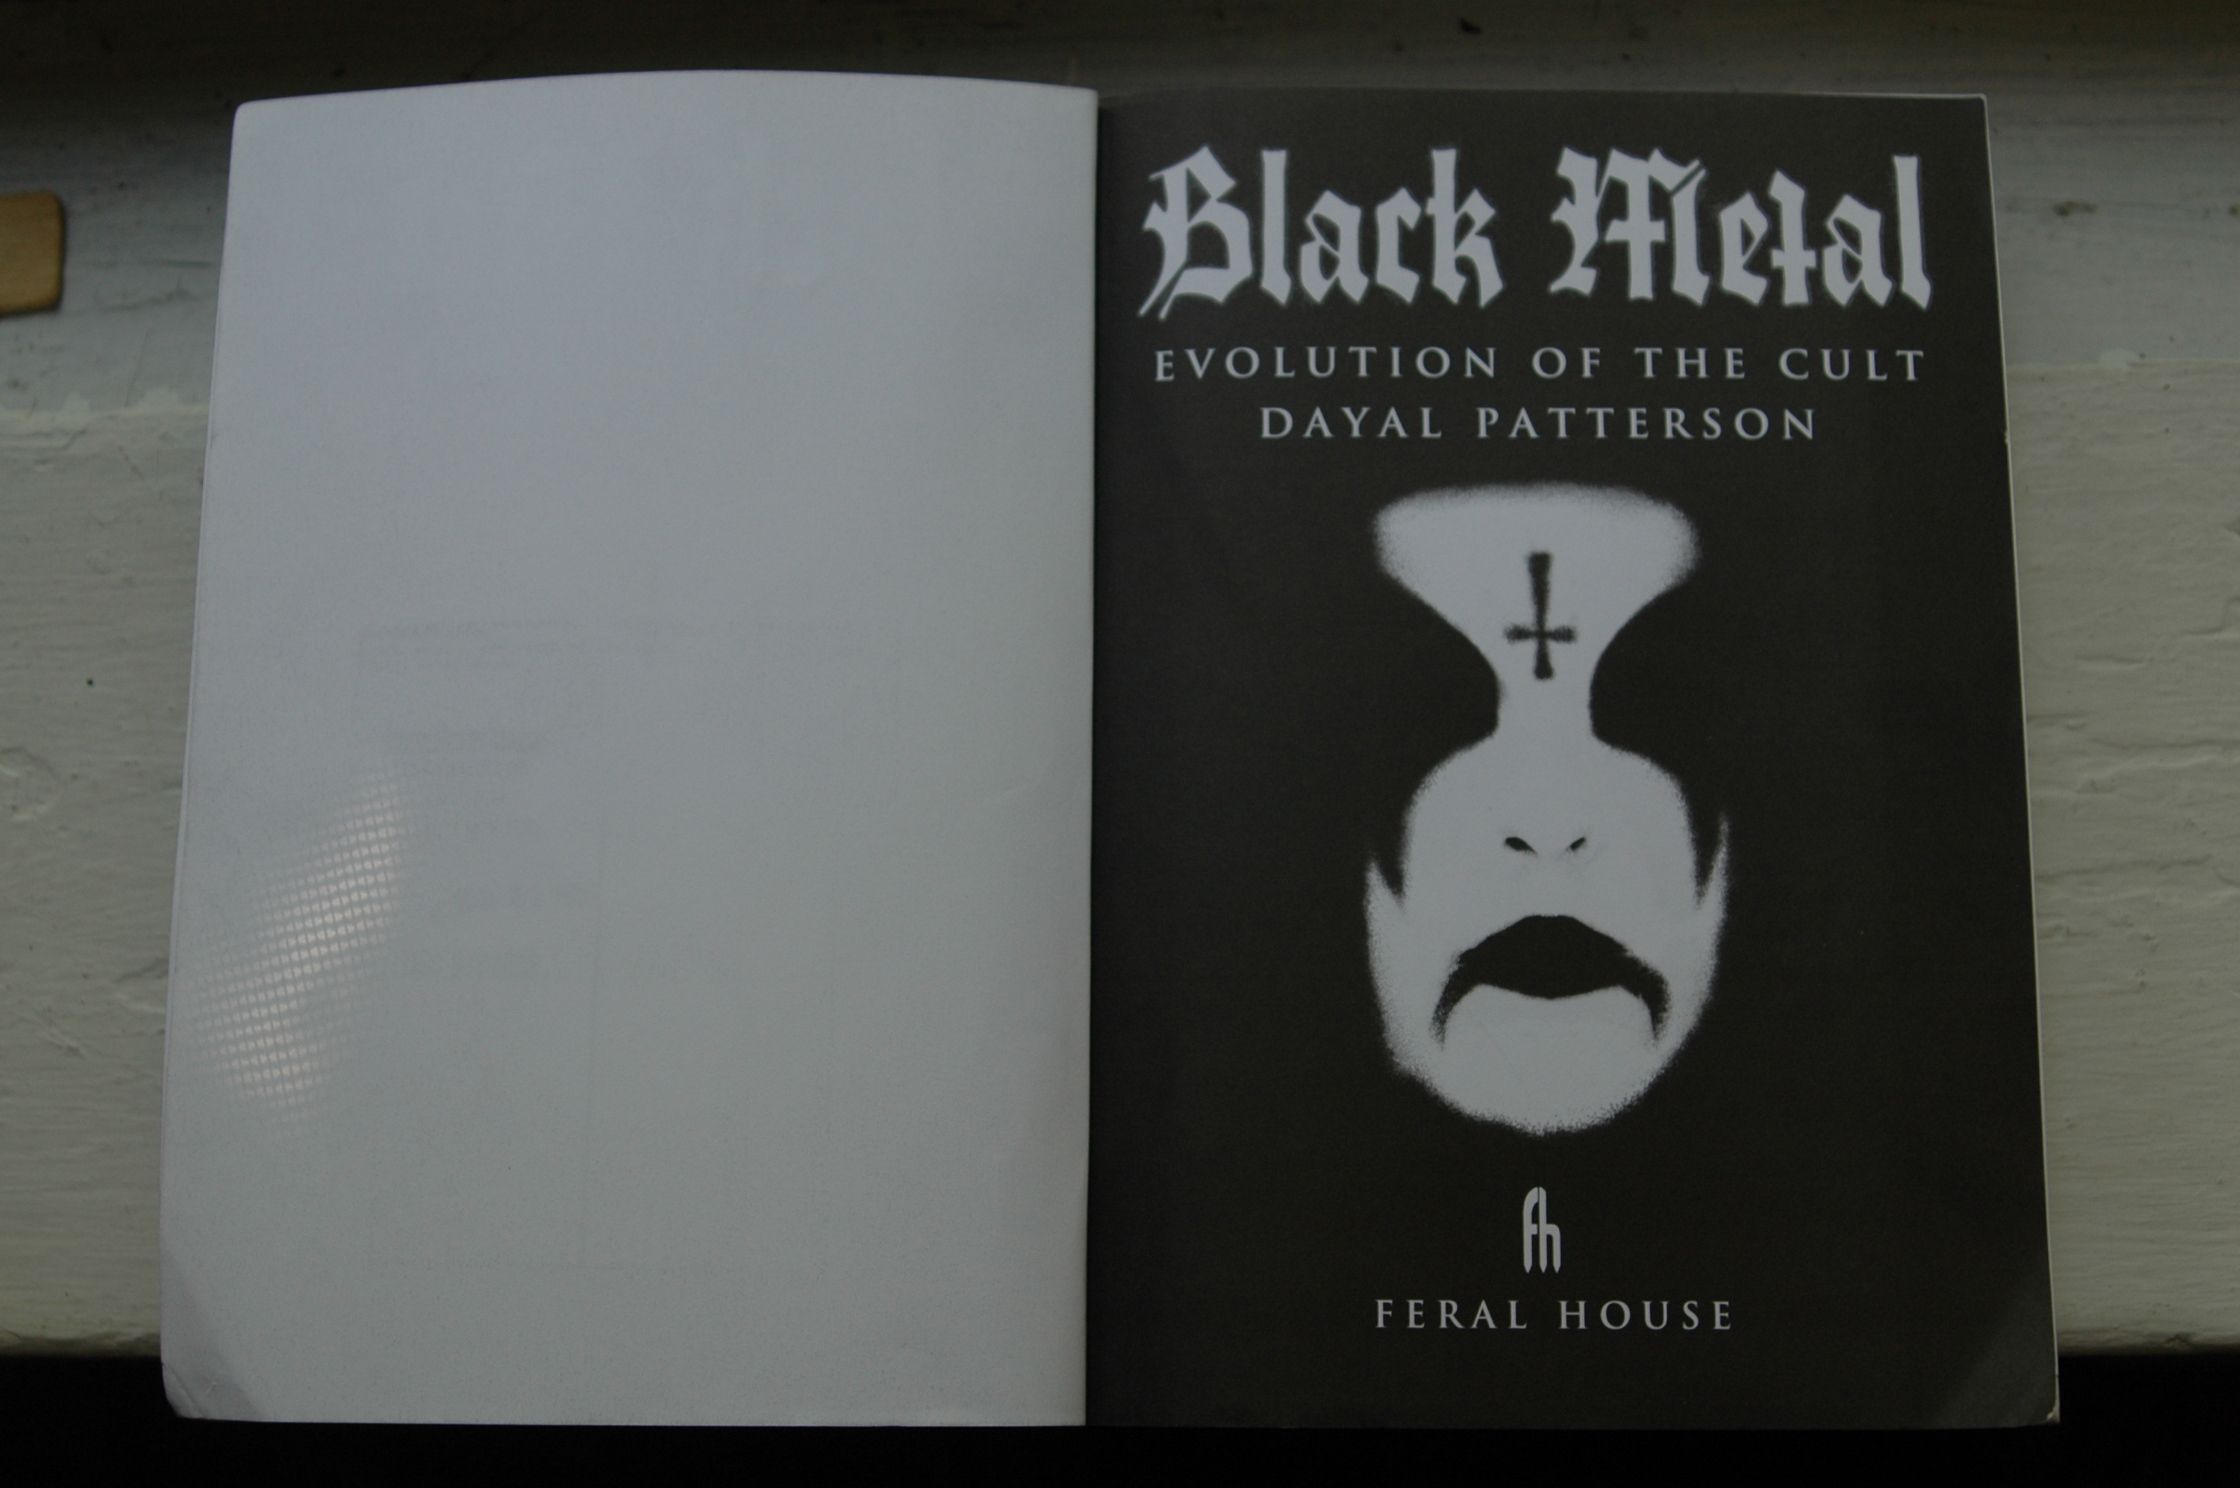 Black Metal
EVOLUTION OF THE CULT
DAYAL PATTERSON
fh
FERAL HOUSE